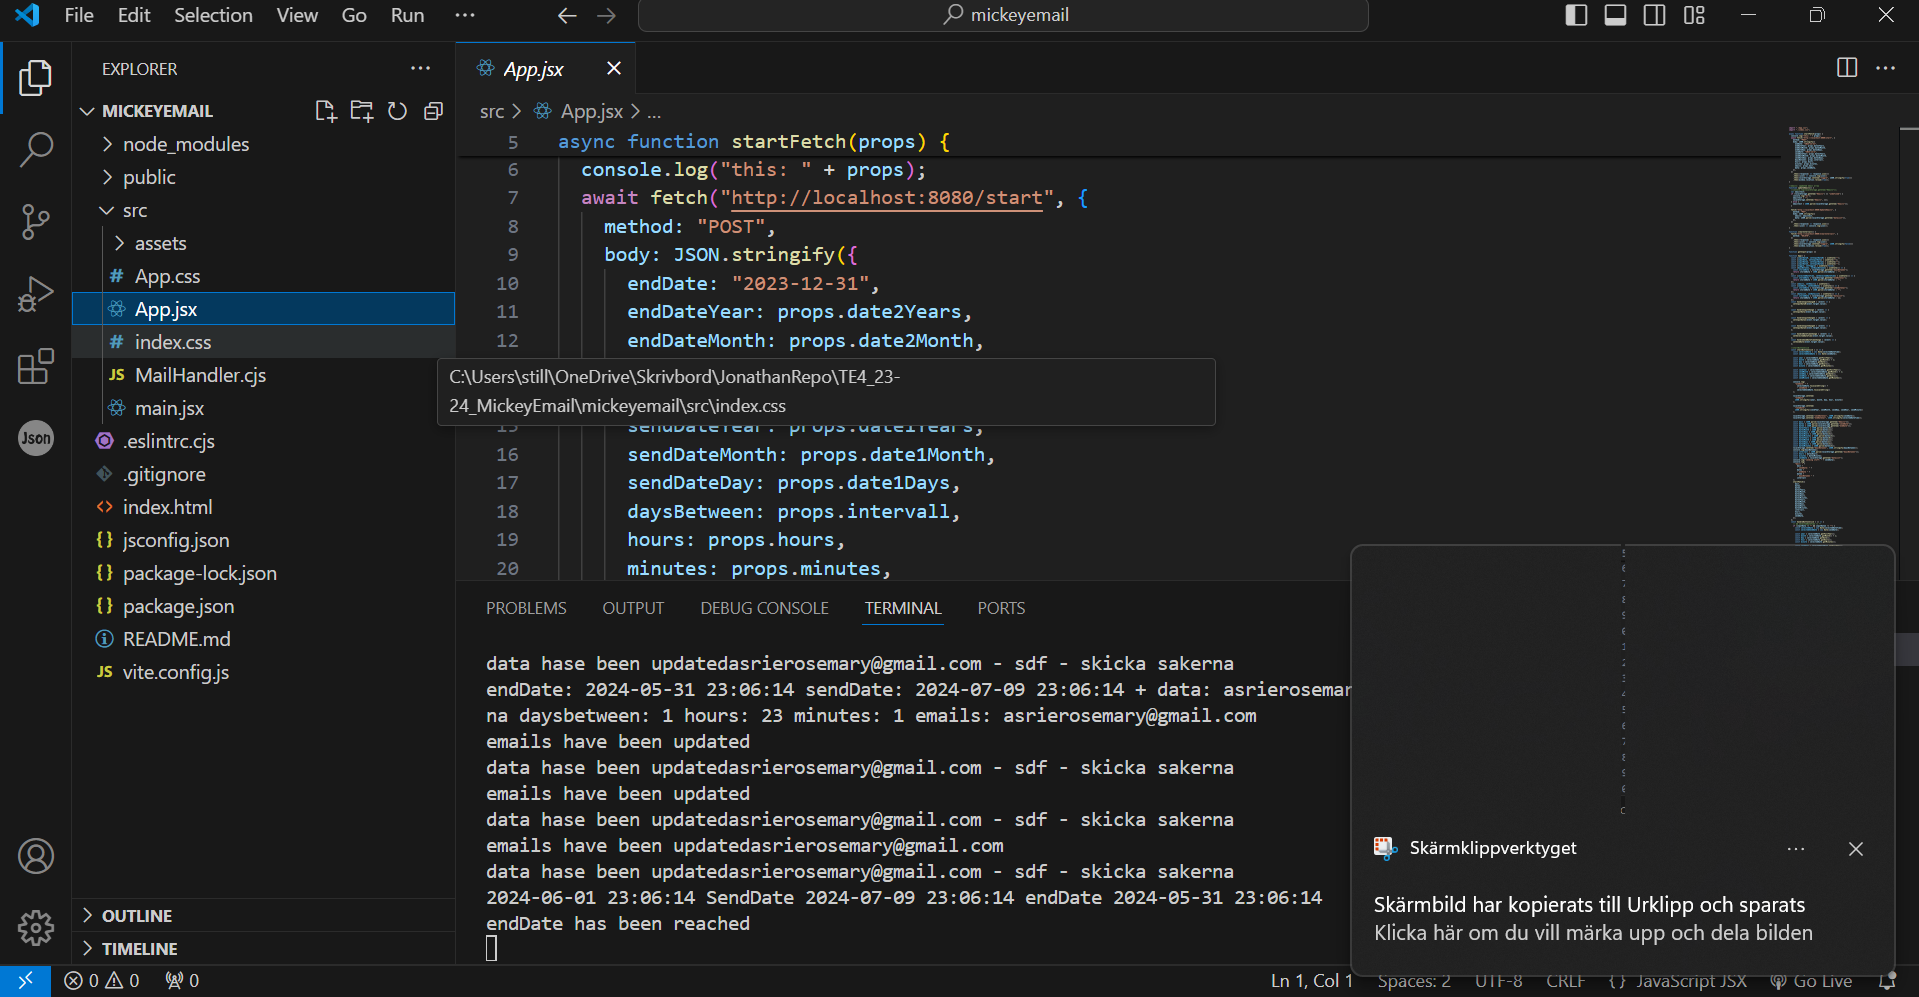 File Edit Selection View Go Run ...
mickeyemail
EXPLORER
MICKEYEMAIL
node_modules
public
src
assets
# App.css
App.jsx
# index.css
JS MailHandler.cjs
main.jsx
Json
.eslintrc.cjs
.gitignore
<> index.html
{} jsconfig.json
{} package-lock.json
{} package.json
README.md
JS vite.config.js
OUTLINE
TIMELINE
App.jsx
src > App.jsx > ...
5 async function startFetch(props) {
6 console.log("this: " + props);
7 await fetch("http://localhost:8080/start", {
8 method: "POST",
9 body: JSON.stringify({
10 endDate: "2023-12-31",
11 endDateYear: props.date2Years,
12 endDateMonth: props.date2Month,
C:\Users\still\OneDrive\Skrivbord\JonathanRepo\TE4_23-
24_MickeyEmail\mickeyemail\src\index.css
15 sendDateYear: props.date1Years,
16 sendDateMonth: props.date1Month,
17 sendDateDay: props.date1Days,
18 daysBetween: props.intervall,
19 hours: props.hours,
20 minutes: props.minutes,
PROBLEMS OUTPUT DEBUG CONSOLE TERMINAL PORTS
data hase been updatedasrierosemary@gmail.com - sdf - skicka sakerna
endDate: 2024-05-31 23:06:14 sendDate: 2024-07-09 23:06:14 + data: asrierosemar
na daysbetween: 1 hours: 23 minutes: 1 emails: asrierosemary@gmail.com
emails have been updated
data hase been updatedasrierosemary@gmail.com - sdf - skicka sakerna
emails have been updated
data hase been updatedasrierosemary@gmail.com - sdf - skicka sakerna
emails have been updatedasrierosemary@gmail.com
data hase been updatedasrierosemary@gmail.com - sdf - skicka sakerna
2024-06-01 23:06:14 SendDate 2024-07-09 23:06:14 endDate 2024-05-31 23:06:14
endDate has been reached
Skärmklippverktyget
Skärmbild har kopierats till Urklipp och sparats
Klicka här om du vill märka upp och dela bilden
0 0 0
Ln 1, Col 1 Spaces: 2 UTF-8 CRLF {} JavaScript JSX Go Live